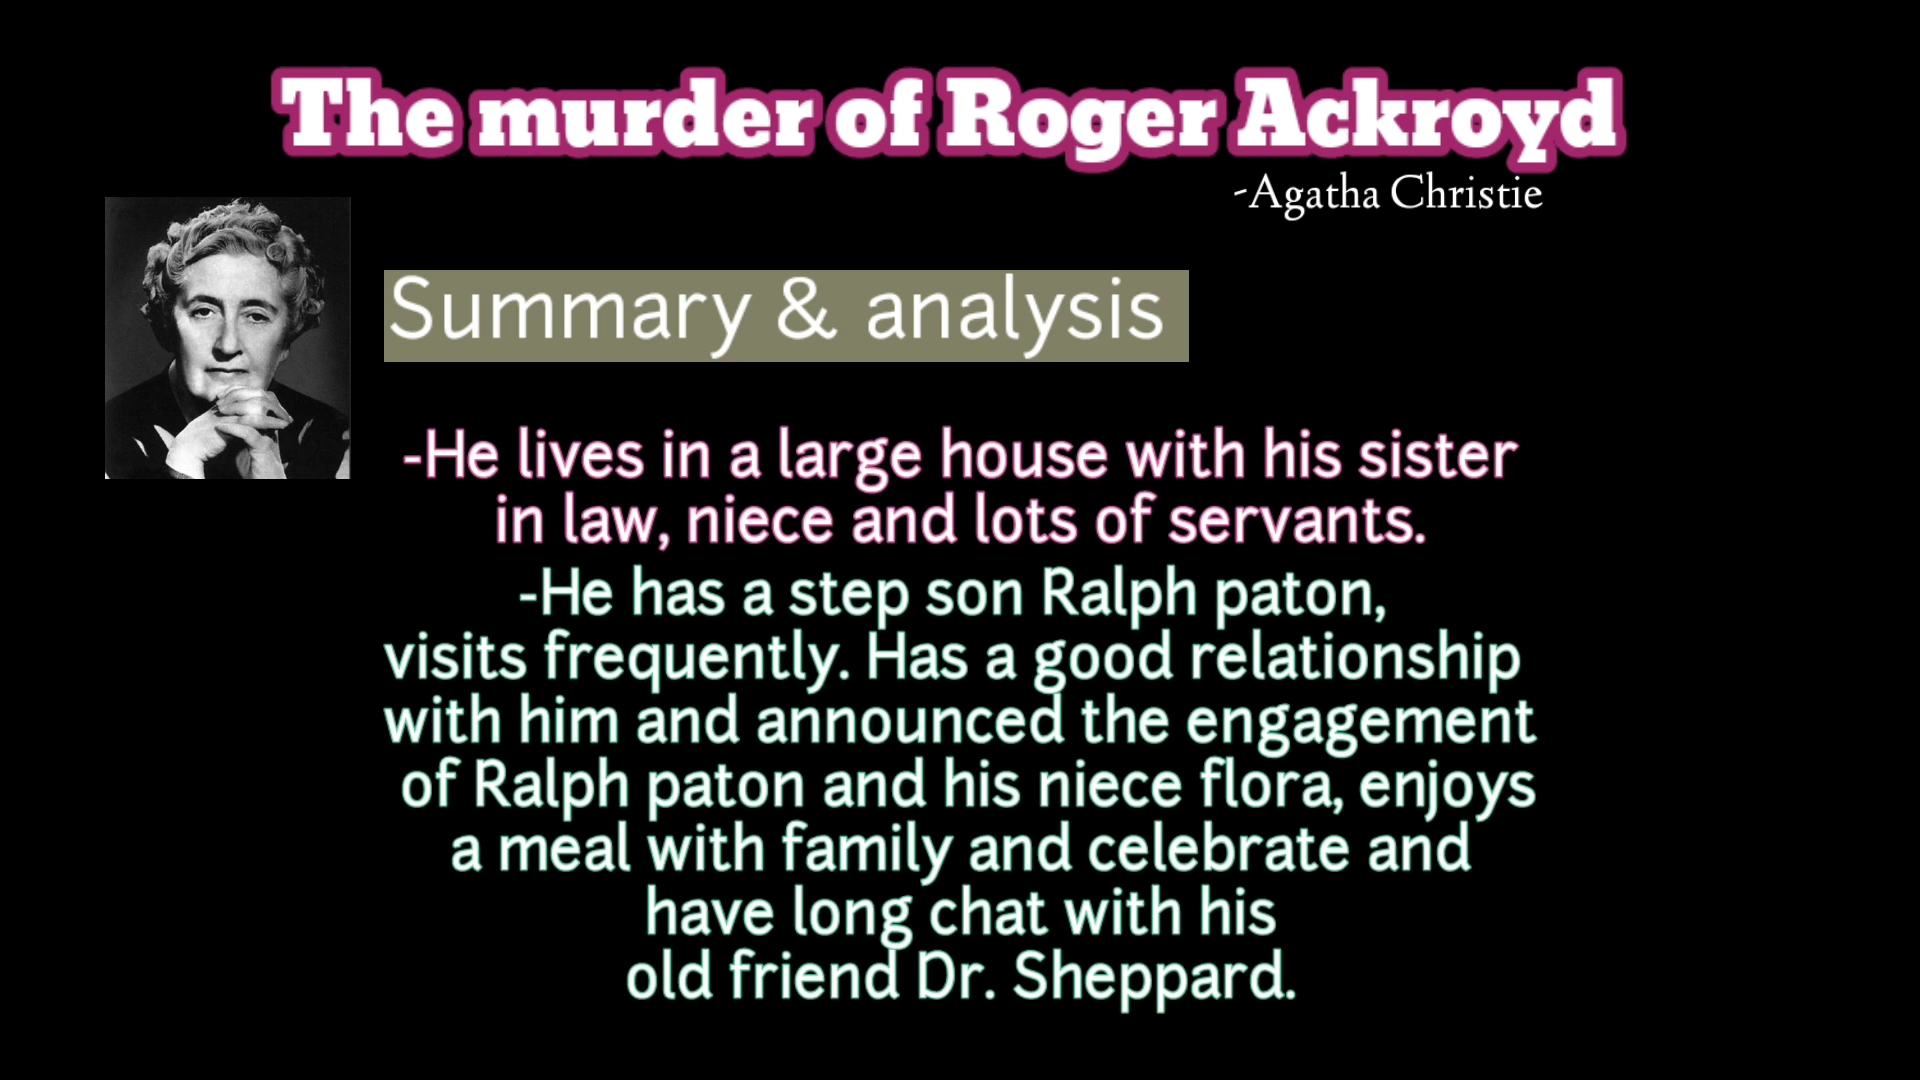 The murder of Roger Ackroyd
-Agatha Christie
Summary & analysis
-He lives in a large house with his sister
in law, niece and lots of servants.
-He has a step son Ralph paton,
visits frequently. Has a good relationship
with him and announced the engagement
of Ralph paton and his niece flora, enjoys
a meal with family and celebrate and
have long chat with his
old friend Dr. Sheppard.